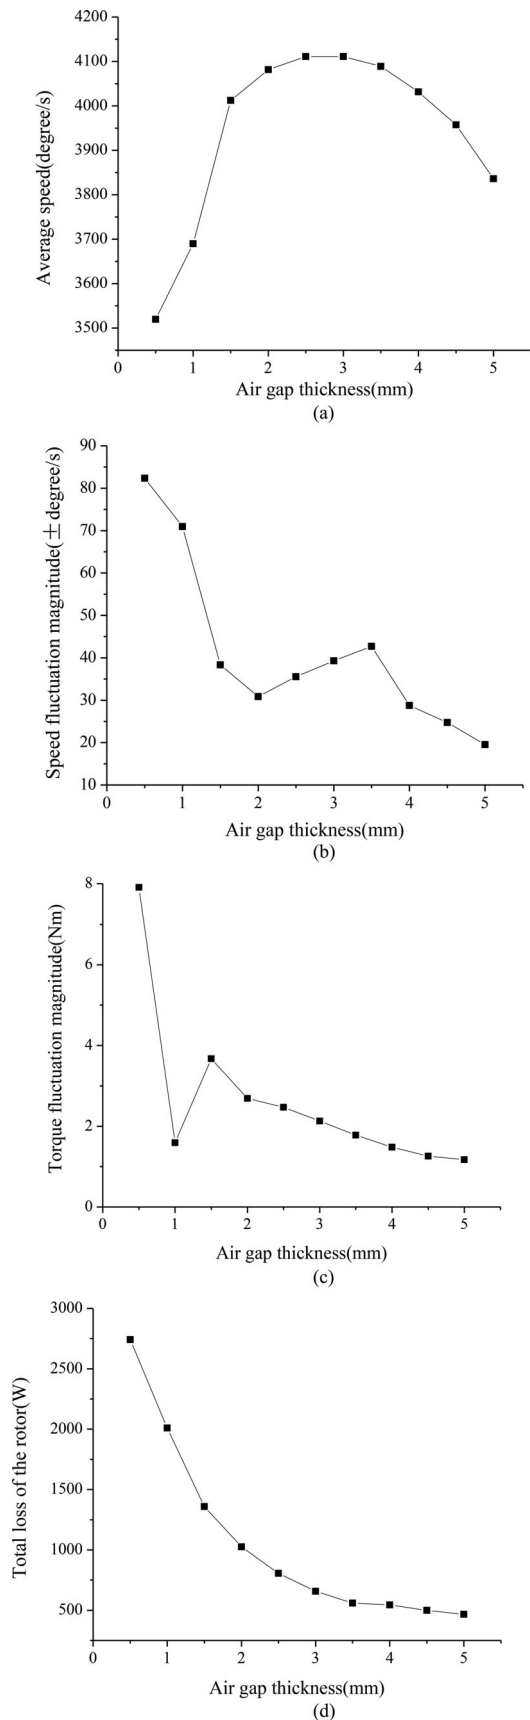 4200
4100
4000
3900
3800
3700
3600
3500
Average speed(degree/s)
0 1 2 3 4 5
Air gap thickness(mm)
(a)
90
80
70
60
50
40
30
20
10
Speed fluctuation magnitude(±degree/s)
0 1 2 3 4 5
Air gap thickness(mm)
(b)
8
6
4
2
0
Torque fluctuation magnitude(Nm)
0 1 2 3 4 5
Air gap thickness(mm)
(c)
3000
2500
2000
1500
1000
500
Total loss of the rotor(W)
0 1 2 3 4 5
Air gap thickness(mm)
(d)